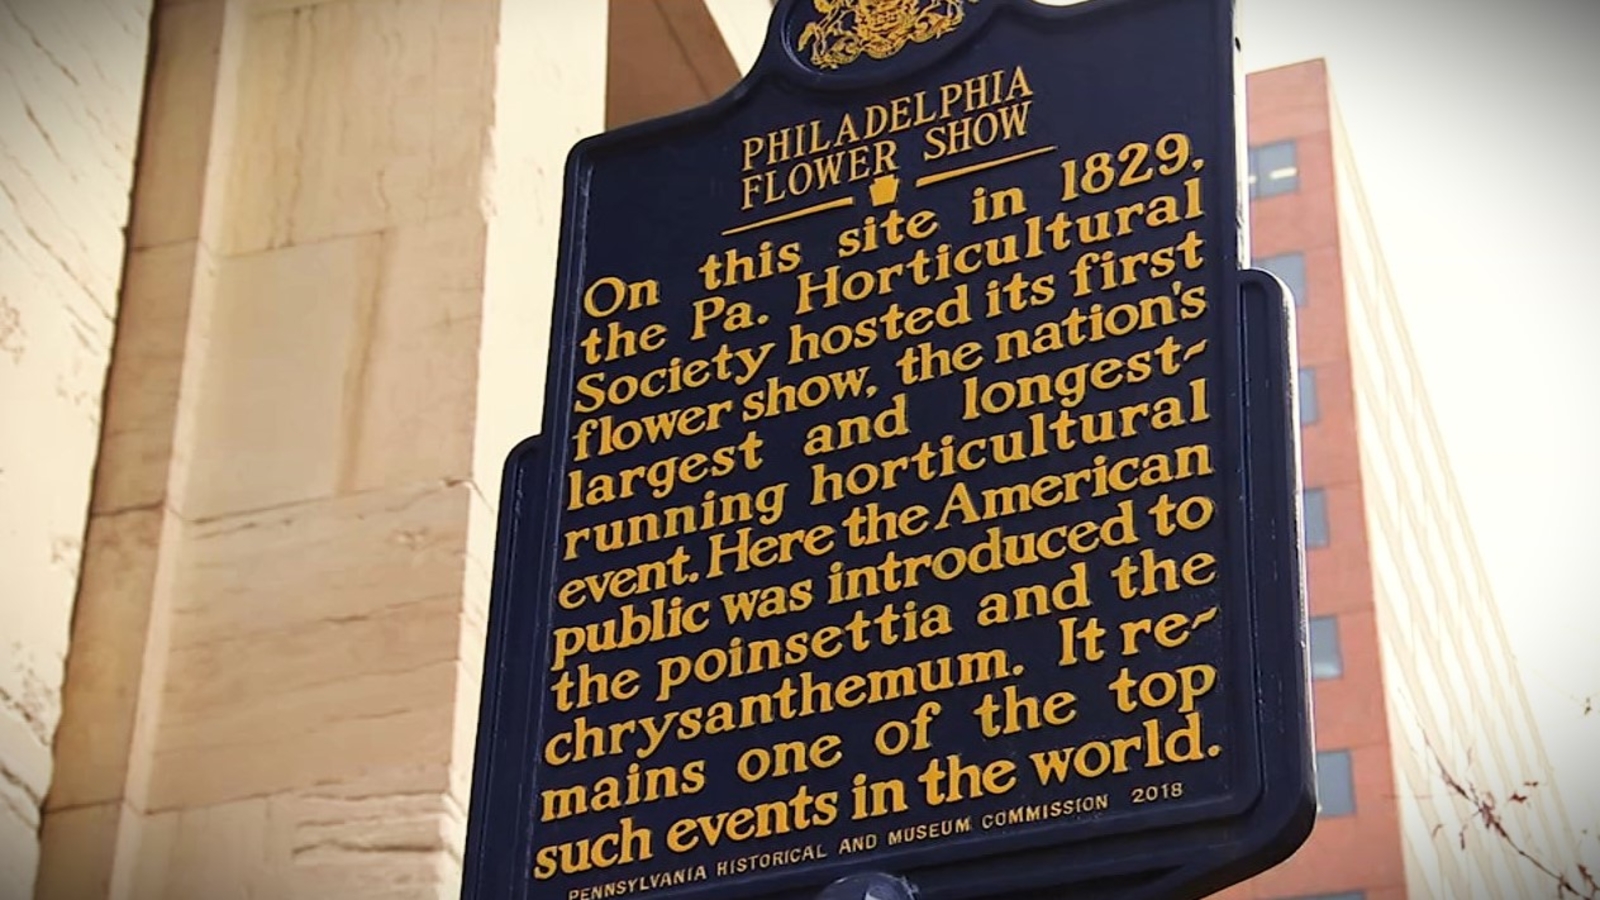 PHILADELPHIA
FLOWER SHOW
On this site in 1829,
the Pa. Horticultural
Society hosted its first
flower show, the nation's
largest and longest-
running horticultural
event. Here the American
public was introduced to
the poinsettia and the
chrysanthemum. It re-
mains one of the top
such events in the world.
PENNSYLVANIA HISTORICAL AND MUSEUM COMMISSION 2018